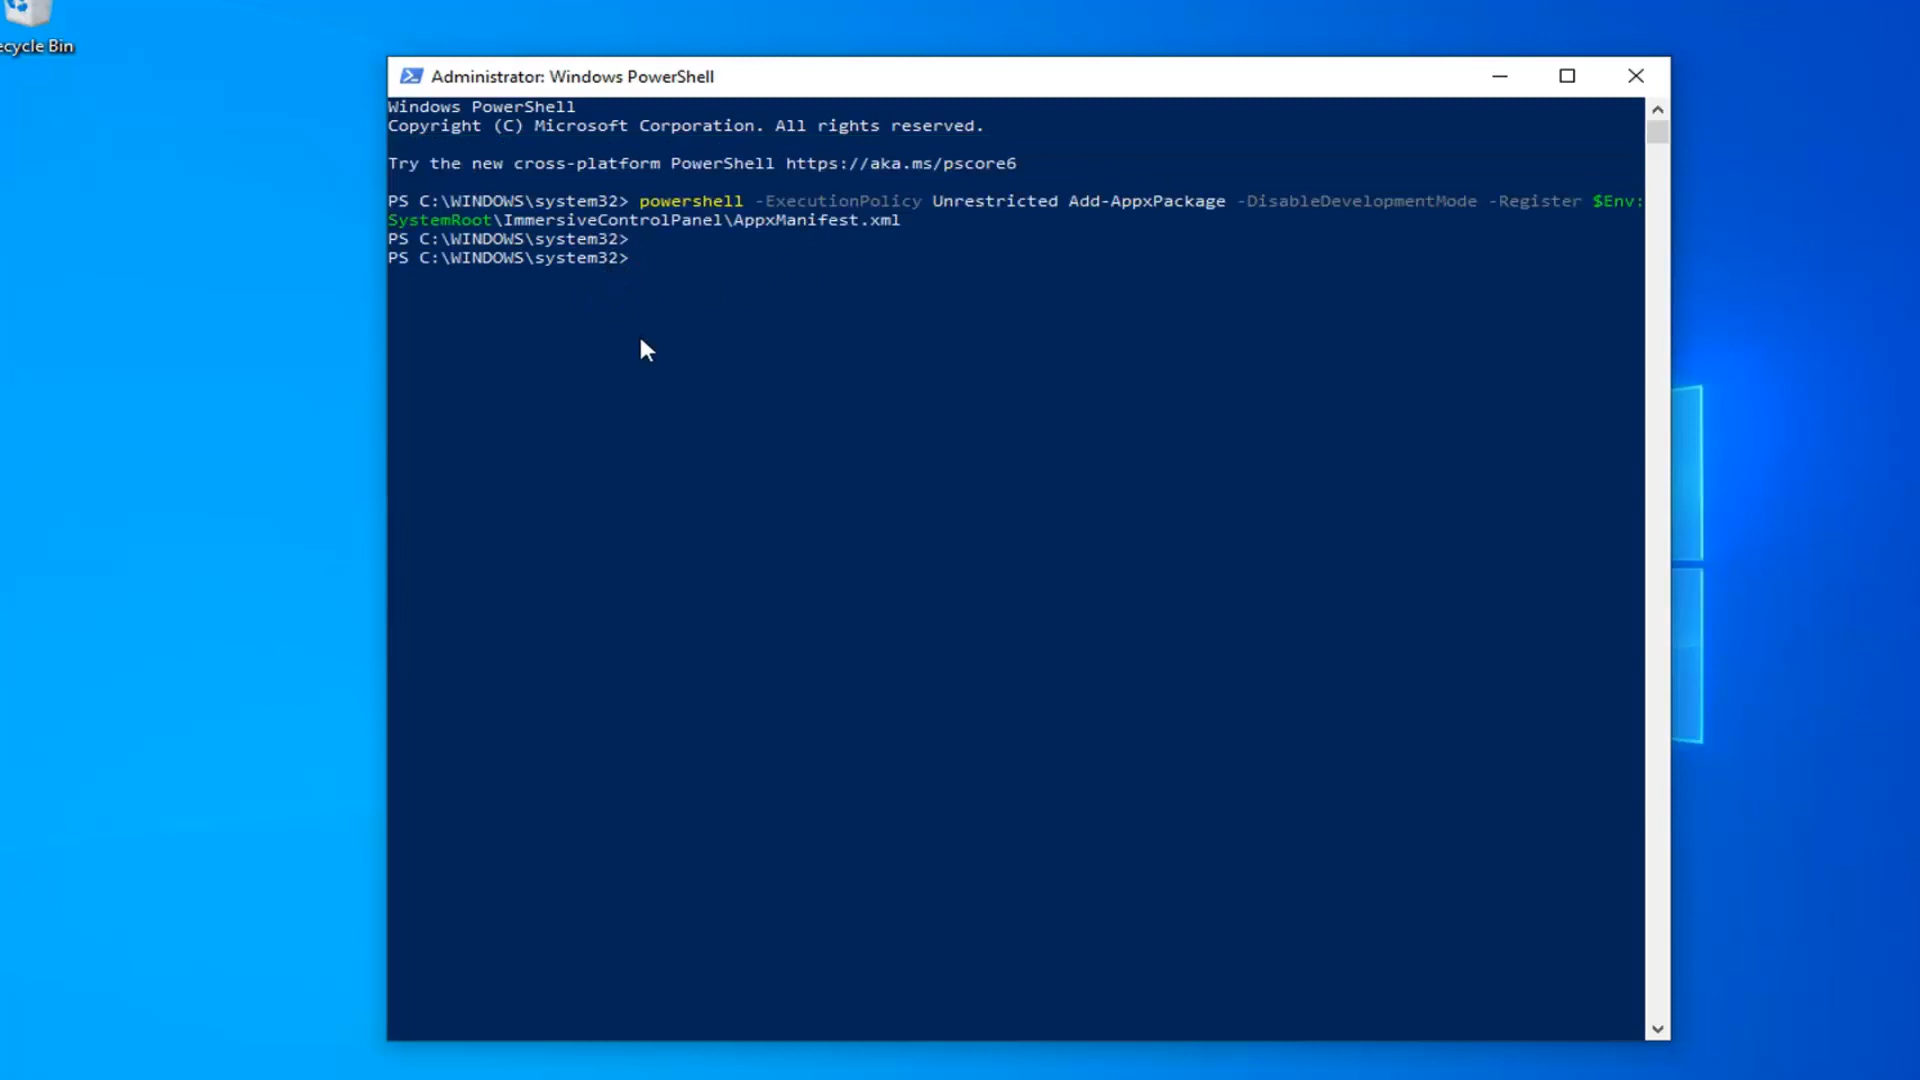 ecycle Bin
Administrator: Windows PowerShell
Windows PowerShell
Copyright (C) Microsoft Corporation. All rights reserved.
Try the new cross-platform PowerShell https://aka.ms/pscore6
PS C:\WINDOWS\system32> powershell -ExecutionPolicy Unrestricted Add-AppxPackage -DisableDevelopmentMode -Register $Env:
SystemRoot\ImmersiveControlPanel\AppxManifest.xml
PS C:\WINDOWS\system32>
PS C:\WINDOWS\system32>